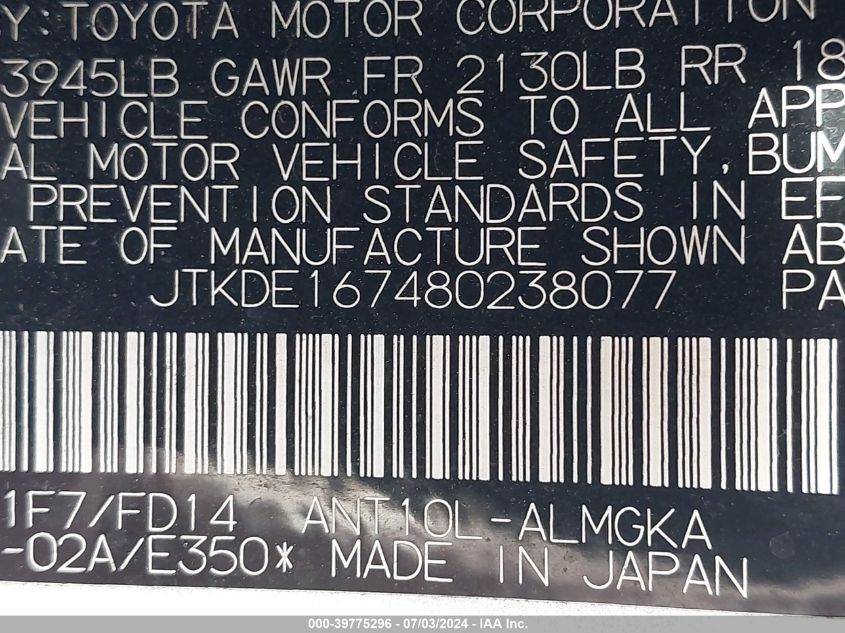 Y: TOYOTA MOTOR CORPORATION
3945LB GAWR FR 2130LB RR 18
VEHICLE CONFORMS TO ALL APP
AL MOTOR VEHICLE SAFETY, BUM
PREVENTION STANDARDS IN EF
ATE OF MANUFACTURE SHOWN AB
JTKDE167480238077 PA
1F7/FD14 ANT10L-ALMGKA
-02A/E350* MADE IN JAPAN
000-39775296 - 07/03/2024 - IAA Inc.